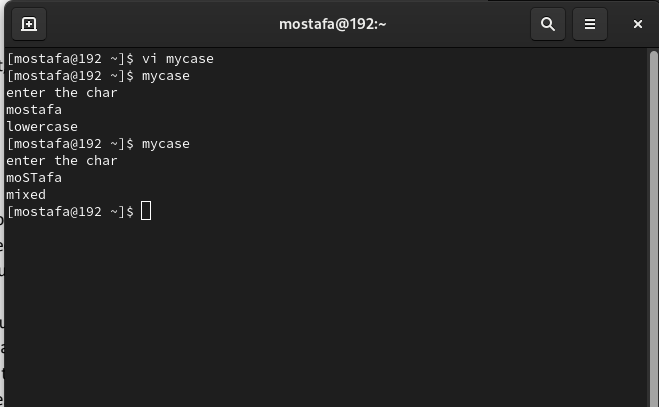 mostafa@192:~
[mostafa@192 ~]$ vi mycase
[mostafa@192 ~]$ mycase
enter the char
mostafa
lowercase
[mostafa@192 ~]$ mycase
enter the char
moSTafa
mixed
[mostafa@192 ~]$